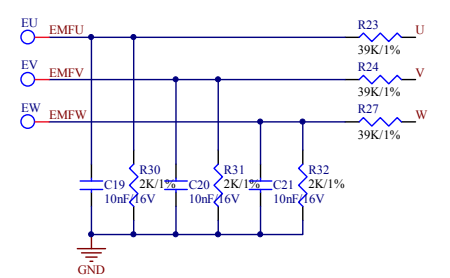 EU
EMFU
R23
U
39K/1%
EV
EMFV
R24
V
39K/1%
EW
EMFW
R27
W
39K/1%
R30
R31
R32
C19
2K/1%
C20
2K/1%
C21
2K/1%
10nF/16V
10nF/16V
10nF/16V
GND